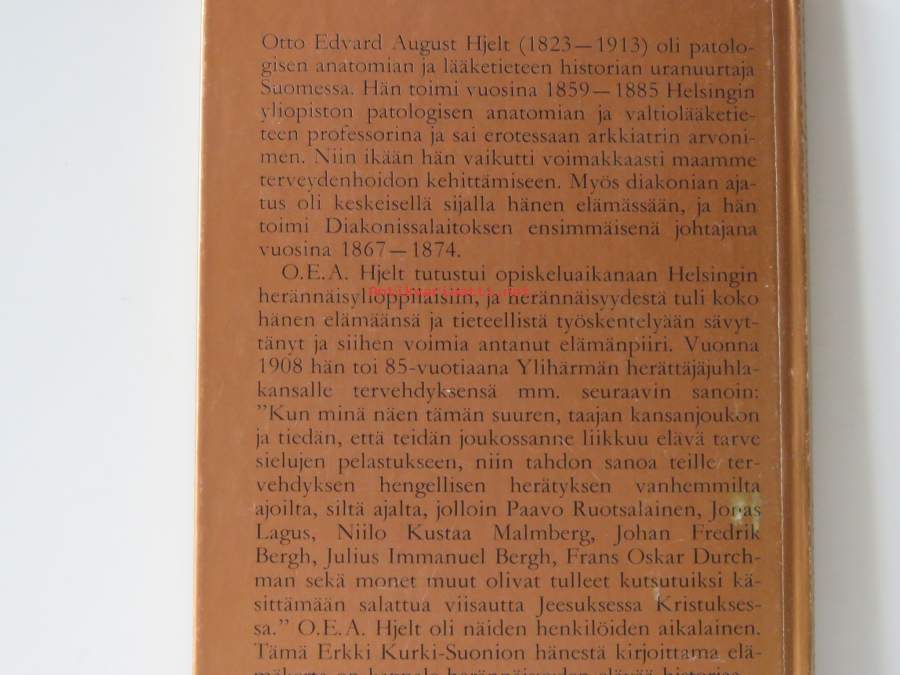 Otto Edvard August Hjelt (1823—1913) oli patolo-
gisen anatomian ja lääketieteen historian uranuurtaja
Suomessa. Hän toimi vuosina 1859—1885 Helsingin
yliopiston patologisen anatomian ja valtiolääketie-
teen professorina ja sai erotessaan arkkiatrin arvoni-
men. Niin ikään hän vaikutti voimakkaasti maamme
terveydenhoidon kehittämiseen. Myös diakonian aja-
tus oli keskeisellä sijalla hänen elämässään, ja hän
toimi Diakonissalaitoksen ensimmäisenä johtajana
vuosina 1867—1874.
O.E.A. Hjelt tutustui opiskeluaikanaan Helsingin
herännäisylioppilaisiin, ja herännäisyydestä tuli koko
hänen elämäänsä ja tieteellistä työskentelyään sävyt-
tänyt ja siihen voimia antanut elämänpiiri. Vuonna
1908 hän toi 85-vuotiaana Ylihärmän herättäjäjuhla-
kansalle tervehdyksensä mm. seuraavin sanoin:
”Kun minä näen tämän suuren, taajan kansanjoukon
ja tiedän, että teidän joukossanne liikkuu elävä tarve
sielujen pelastukseen, niin tahdon sanoa teille ter-
vehdyksen hengellisen herätyksen vanhemmilta
ajoilta, siltä ajalta, jolloin Paavo Ruotsalainen, Jonas
Lagus, Niilo Kustaa Malmberg, Johan Fredrik
Bergh, Julius Immanuel Bergh, Frans Oskar Durch-
man sekä monet muut olivat tulleet kutsutuiksi kä-
sittämään salattua viisautta Jeesuksessa Kristukses-
sa.” O.E.A. Hjelt oli näiden henkilöiden aikalainen.
Tämä Erkki Kurki-Suonion hänestä kirjoittama elä-
mäkerta on kappale herännäisyyden elävää historiaa